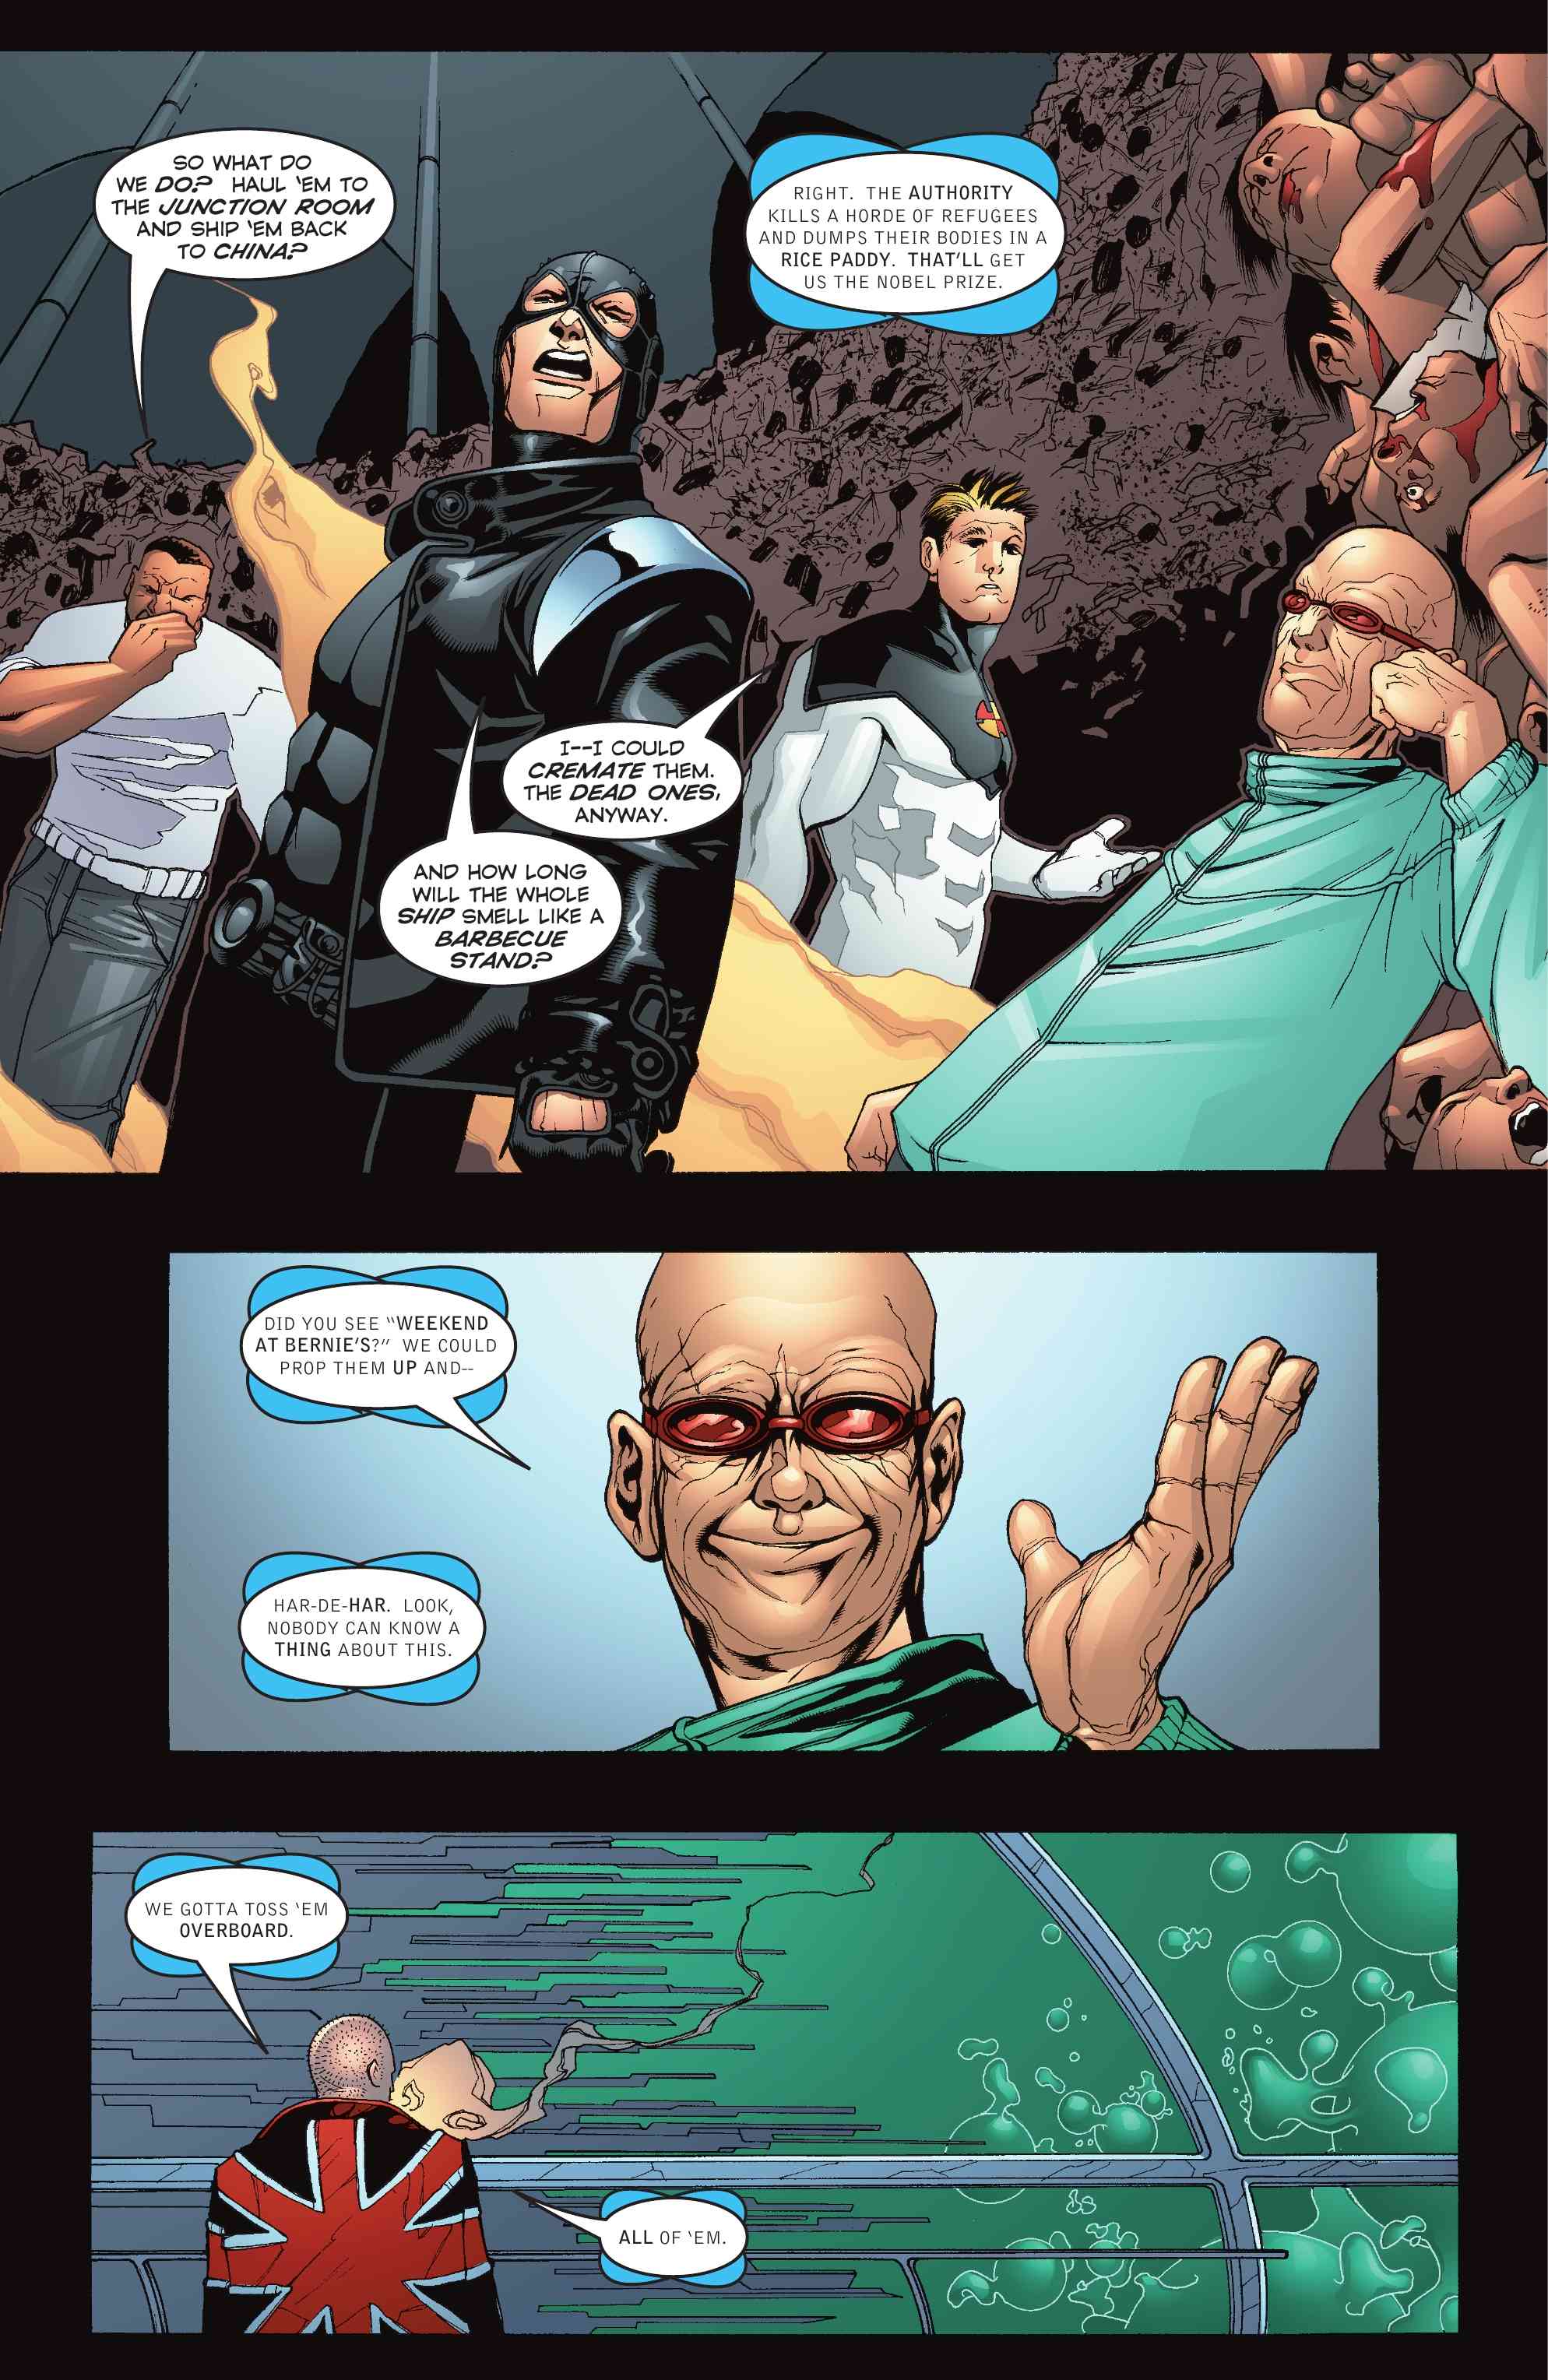 SO WHAT DO
WE DO? HAUL 'EM TO
THE JUNCTION ROOM
AND SHIP 'EM BACK
TO CHINA?
RIGHT. THE AUTHORITY
KILLS A HORDE OF REFUGEES
AND DUMPS THEIR BODIES IN A
RICE PADDY. THAT'LL GET
US THE NOBEL PRIZE.
I--I COULD
CREMATE THEM.
THE DEAD ONES,
ANYWAY.
AND HOW LONG
WILL THE WHOLE
SHIP SMELL LIKE A
BARBECUE
STAND?
DID YOU SEE "WEEKEND
AT BERNIE'S?" WE COULD
PROP THEM UP AND--
HAR-DE-HAR. LOOK,
NOBODY CAN KNOW A
THING ABOUT THIS.
WE GOTTA TOSS 'EM
OVERBOARD.
ALL OF 'EM.